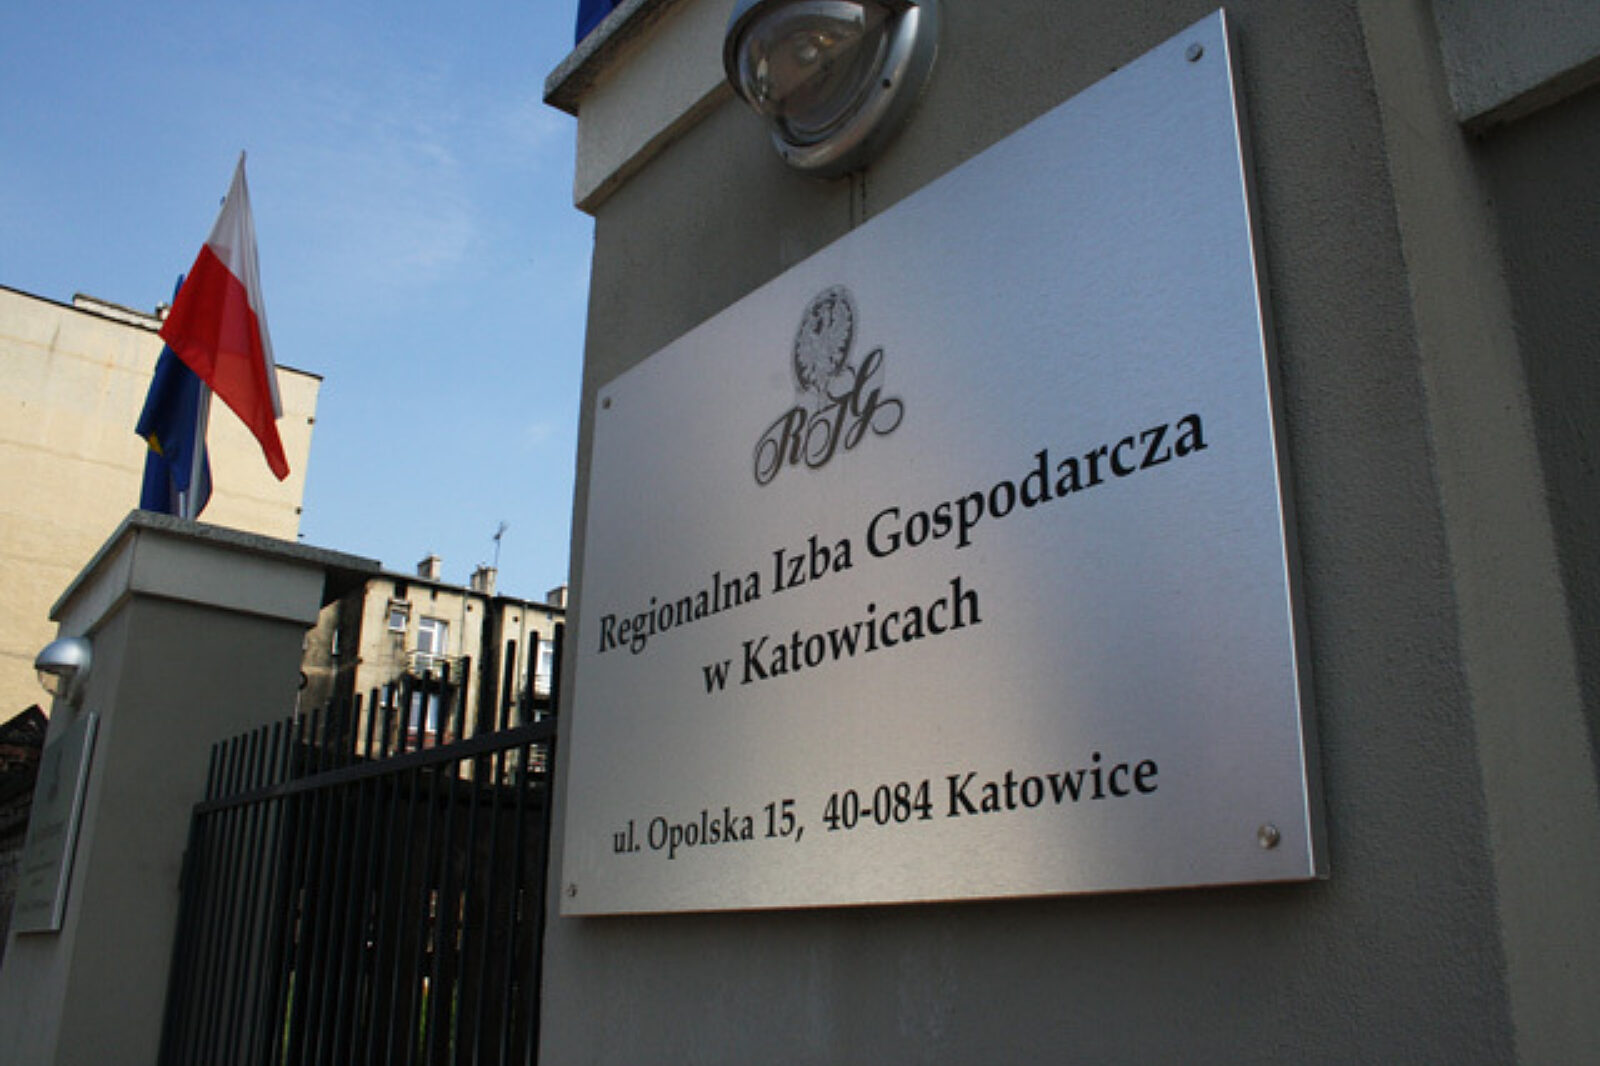 RIG
Regionalna Izba Gospodarcza
w Katowicach
ul. Opolska 15, 40-084 Katowice